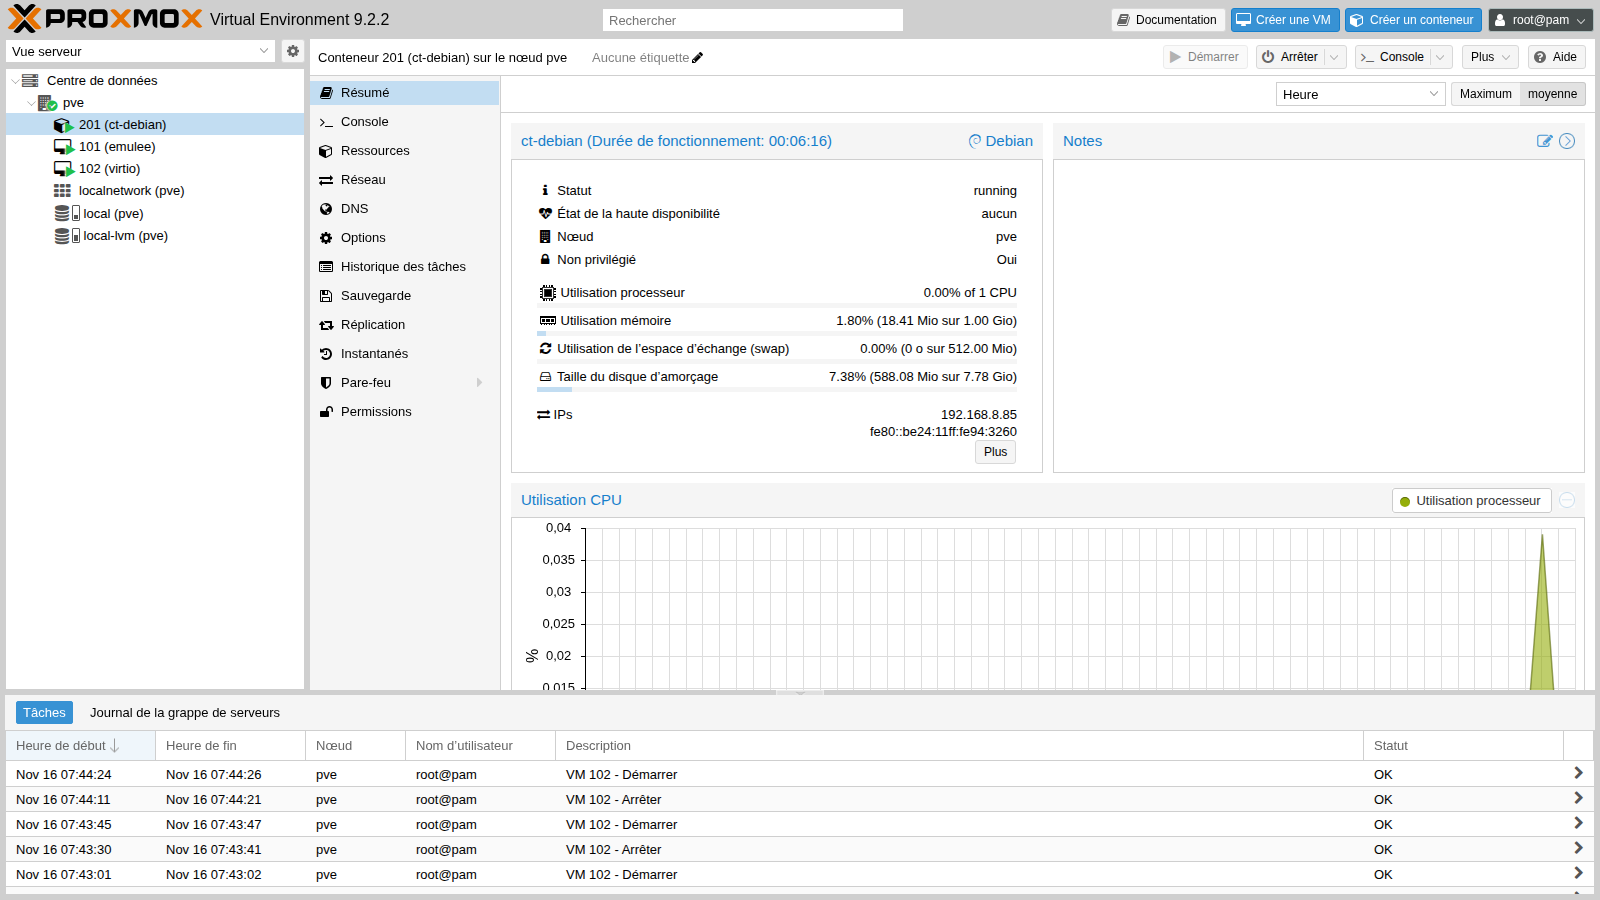 PROXMOX Virtual Environment 9.2.2
Rechercher
Documentation
Créer une VM
Créer un conteneur
root@pam
Vue serveur
Centre de données
pve
201 (ct-debian)
101 (emulee)
102 (virtio)
localnetwork (pve)
local (pve)
local-lvm (pve)
Conteneur 201 (ct-debian) sur le nœud pve
Aucune étiquette
Démarrer
Arrêter
Console
Plus
Aide
Résumé
Console
Ressources
Réseau
DNS
Options
Historique des tâches
Sauvegarde
Réplication
Instantanés
Pare-feu
Permissions
Heure
Maximum
moyenne
ct-debian (Durée de fonctionnement: 00:06:16)
Debian
Statut running
État de la haute disponibilité aucun
Nœud pve
Non privilégié Oui
Utilisation processeur 0.00% of 1 CPU
Utilisation mémoire 1.80% (18.41 Mio sur 1.00 Gio)
Utilisation de l’espace d’échange (swap) 0.00% (0 o sur 512.00 Mio)
Taille du disque d’amorçage 7.38% (588.08 Mio sur 7.78 Gio)
IPs 192.168.8.85
fe80::be24:11ff:fe94:3260
Plus
Notes
Utilisation CPU
Utilisation processeur
0,04
0,035
0,03
0,025
0,02
0,015
%
Tâches
Journal de la grappe de serveurs
Heure de début Heure de fin Nœud Nom d’utilisateur Description Statut
Nov 16 07:44:24 Nov 16 07:44:26 pve root@pam VM 102 - Démarrer OK
Nov 16 07:44:11 Nov 16 07:44:21 pve root@pam VM 102 - Arrêter OK
Nov 16 07:43:45 Nov 16 07:43:47 pve root@pam VM 102 - Démarrer OK
Nov 16 07:43:30 Nov 16 07:43:41 pve root@pam VM 102 - Arrêter OK
Nov 16 07:43:01 Nov 16 07:43:02 pve root@pam VM 102 - Démarrer OK